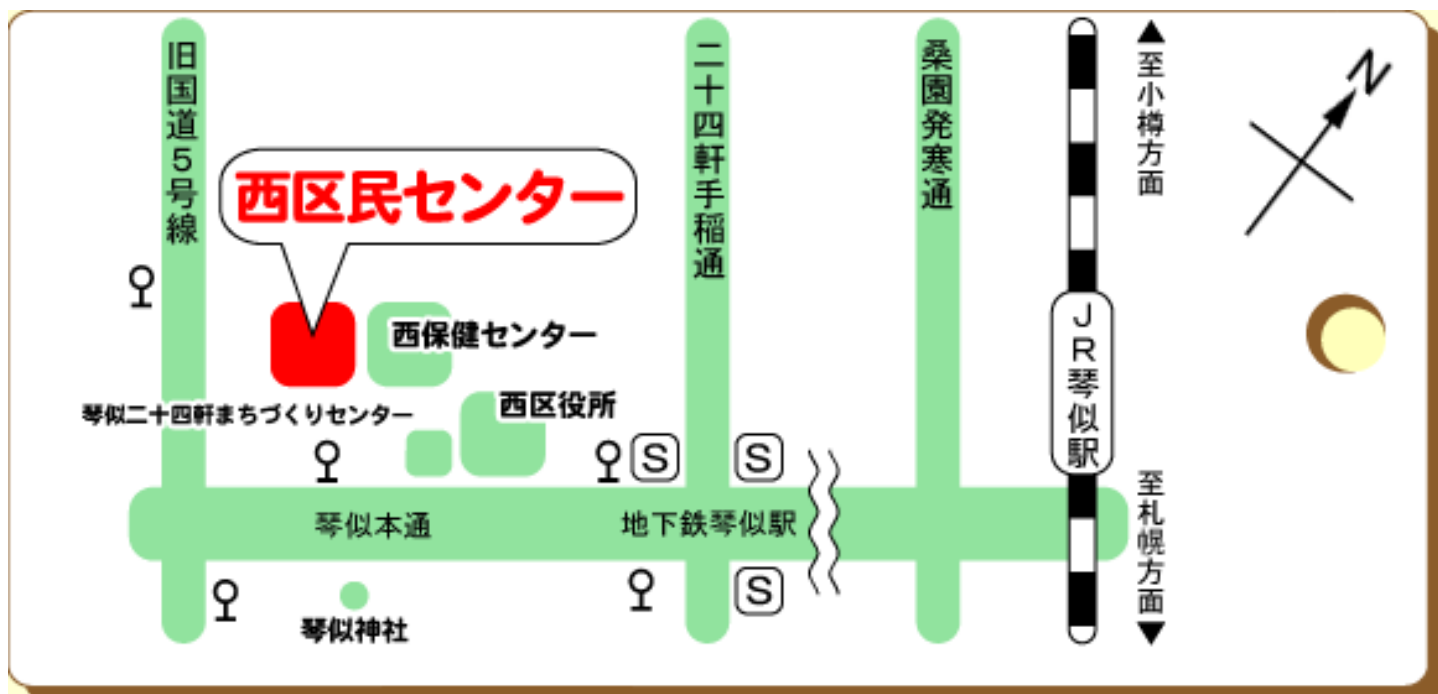 旧国道5号線
二十四軒手稲通
桑園発寒通
▲至小樽方面
N
西区民センター
西保健センター
JR琴似駅
琴似二十四軒まちづくりセンター
西区役所
S
S
琴似本通
地下鉄琴似駅
至札幌方面▼
S
琴似神社